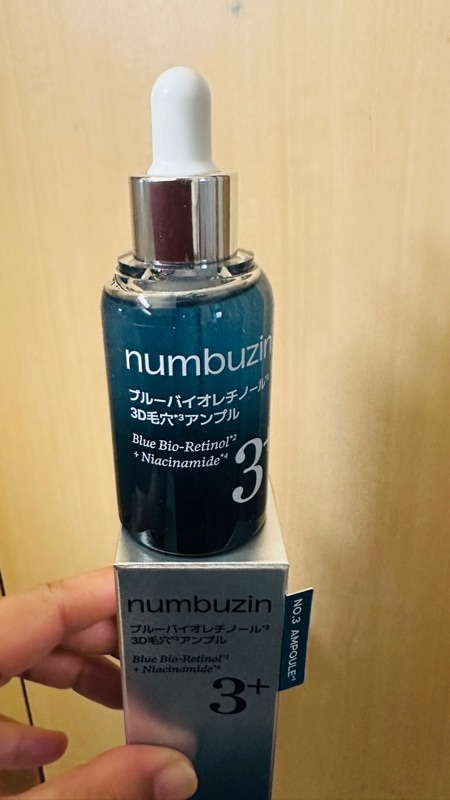 numbuzin
ブルーバイオレチノール*2
3D毛穴*3アンプル
Blue Bio-Retinol*2
+ Niacinamide*4
3+
numbuzin
ブルーバイオレチノール*2
3D毛穴*3アンプル
Blue Bio-Retinol*2
+ Niacinamide*4
3+
NO.3 AMPOULE*1